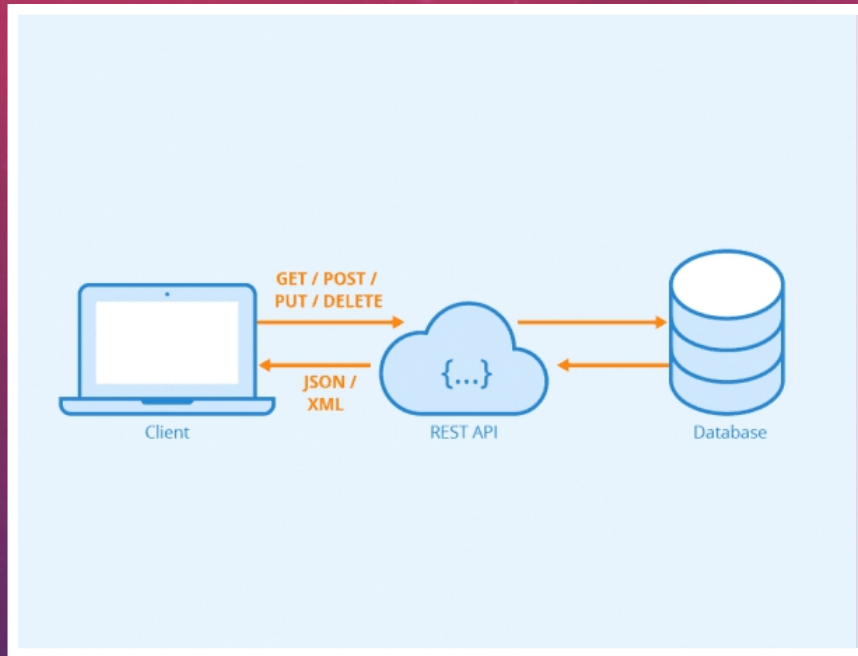 GET / POST /
PUT / DELETE
JSON /
XML
{...}
Client
REST API
Database